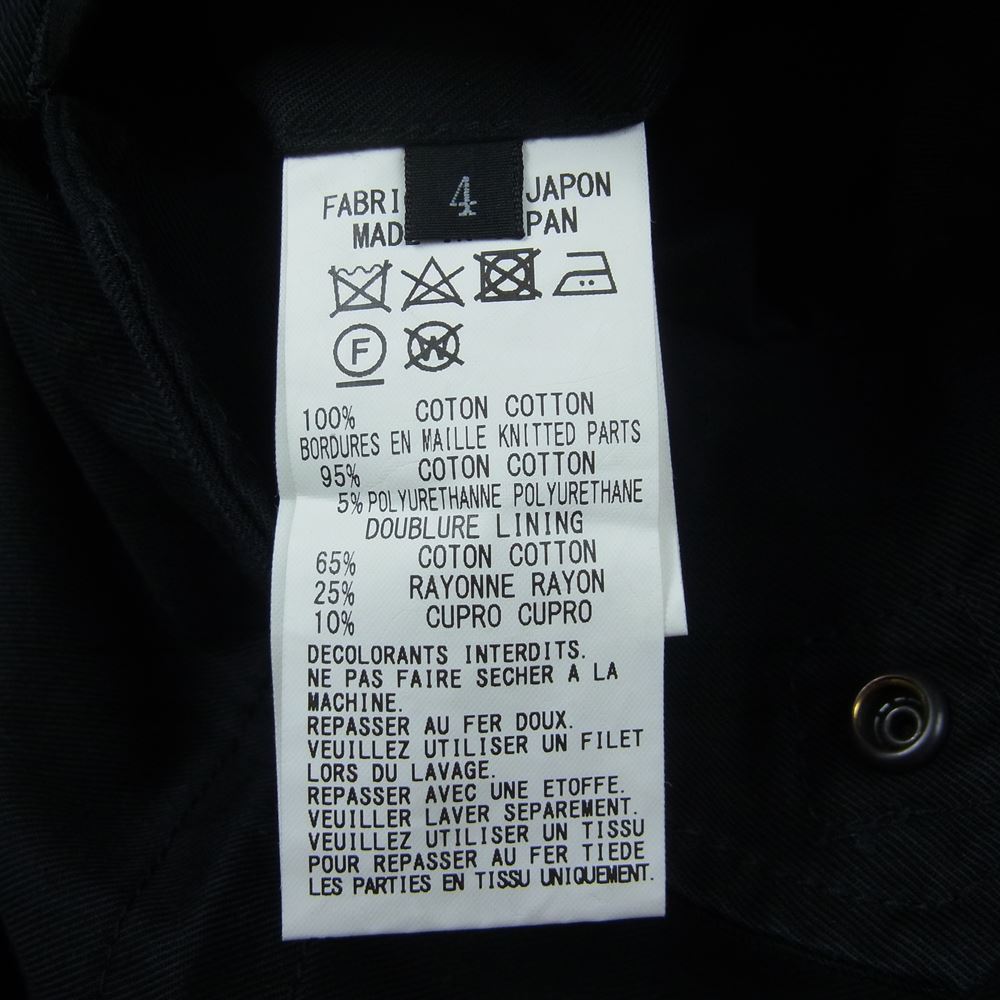 4
FABRI JAPON
MADE IN PAN
F
W
100% COTON COTTON
BORDURES EN MAILLE KNITTED PARTS
95% COTON COTTON
5% POLYURETHANNE POLYURETHANE
DOUBLURE LINING
65% COTON COTTON
25% RAYONNE RAYON
10% CUPRO CUPRO
DECOLORANTS INTERDITS.
NE PAS FAIRE SECHER A LA
MACHINE.
REPASSER AU FER DOUX.
VEUILLEZ UTILISER UN FILET
LORS DU LAVAGE.
REPASSER AVEC UNE ETOFFE.
VEUILLER LAVER SEPAREMENT.
VEUILLEZ UTILISER UN TISSU
POUR REPASSER AU FER TIEDE
LES PARTIES EN TISSU UNIQUEMENT.